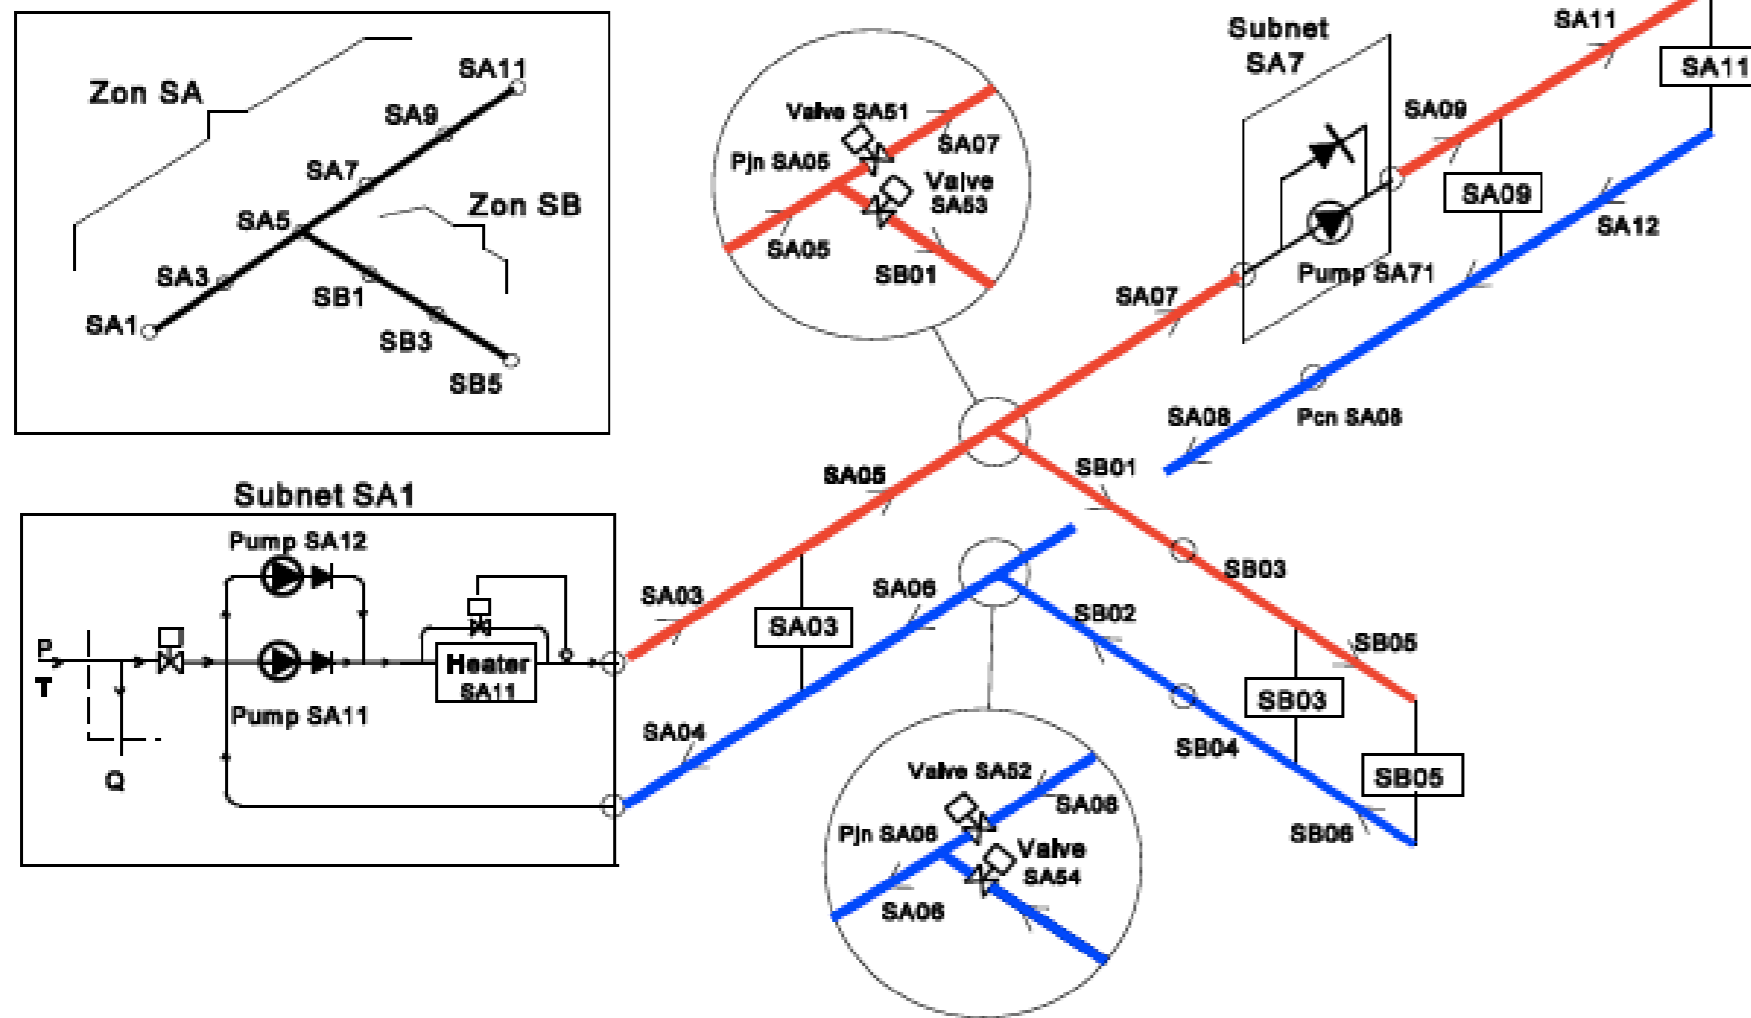 Zon SA
SA11
SA9
SA7
Zon SB
SA5
SA3
SB1
SA1
SB3
SB5
Valve SA51
Pjn SA05
SA07
Valve
SA53
SA05
SB01
Subnet
SA7
SA11
SA11
SA09
SA09
SA12
Pump SA71
SA07
SA08
Pcn SA08
SA05
SB01
SB03
SB05
SB03
SB05
SB02
SB04
SB06
SA03
SA03
SA06
SA04
Subnet SA1
Pump SA12
P
T
Heater
SA11
Pump SA11
Q
Valve SA52
SA08
Pjn SA06
Valve
SA54
SA06